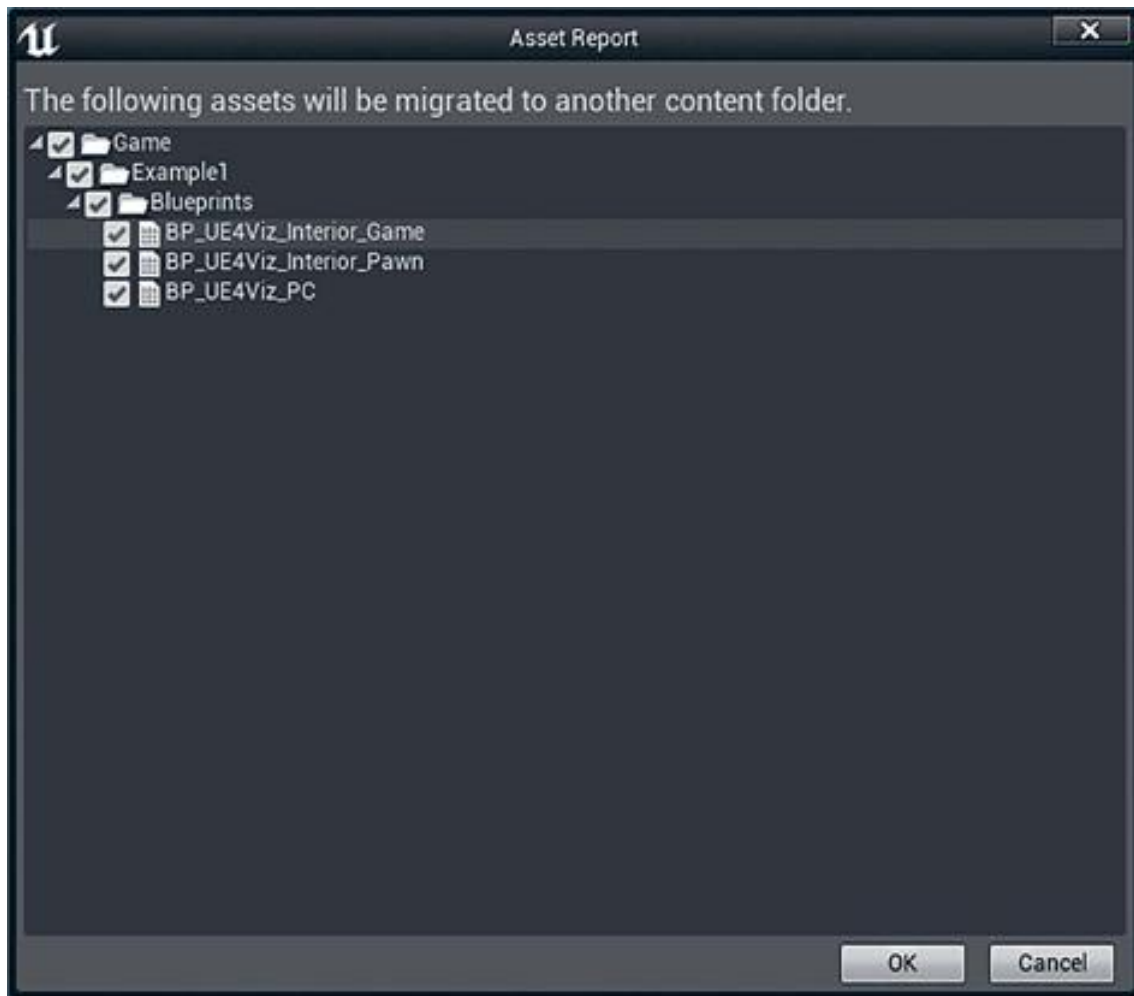 Asset Report
The following assets will be migrated to another content folder.
Game
Example1
Blueprints
BP_UE4Viz_Interior_Game
BP_UE4Viz_Interior_Pawn
BP_UE4Viz_PC
OK Cancel